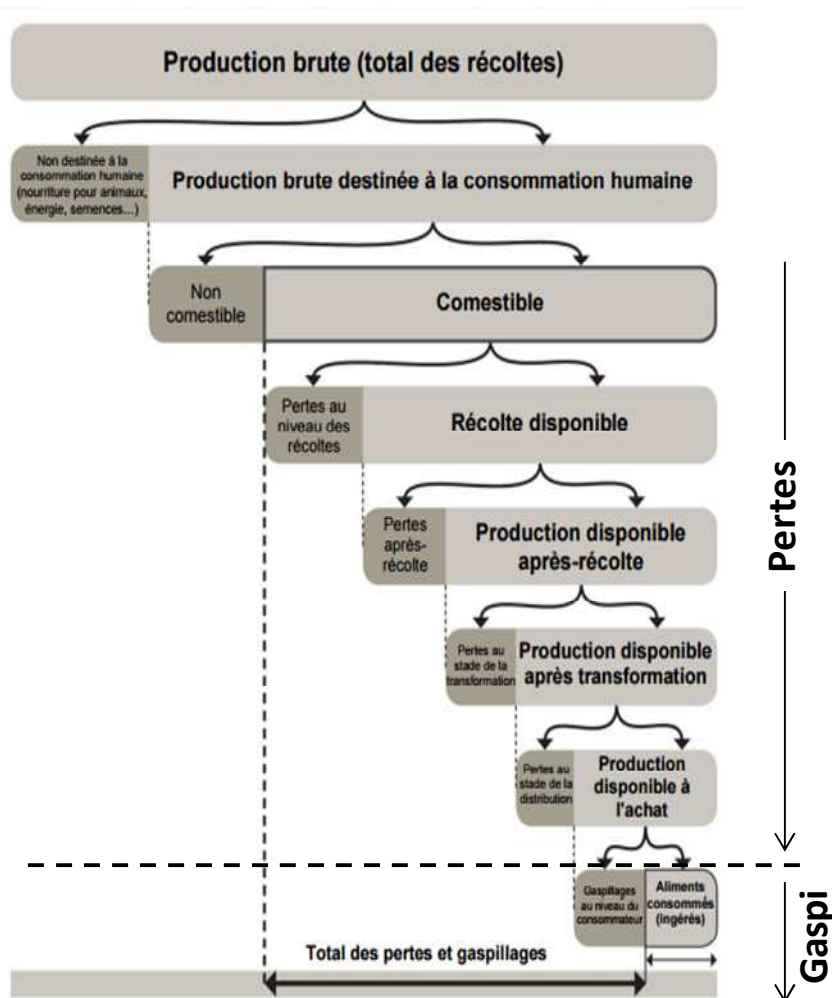 Production brute (total des récoltes)
Non destinée à la
consommation humaine
(nourriture pour animaux,
énergie, semences...)
Production brute destinée à la consommation humaine
Non
comestible
Comestible
Pertes au
niveau des
récoltes
Récolte disponible
Pertes
après-
récolte
Production disponible
après-récolte
Pertes au
stade de la
transformation
Production disponible
après transformation
Pertes au
stade de la
distribution
Production
disponible à
l'achat
Gaspillages
au niveau du
consommateur
Aliments
consommés
(ingérés)
Total des pertes et gaspillages
Pertes
Gaspi